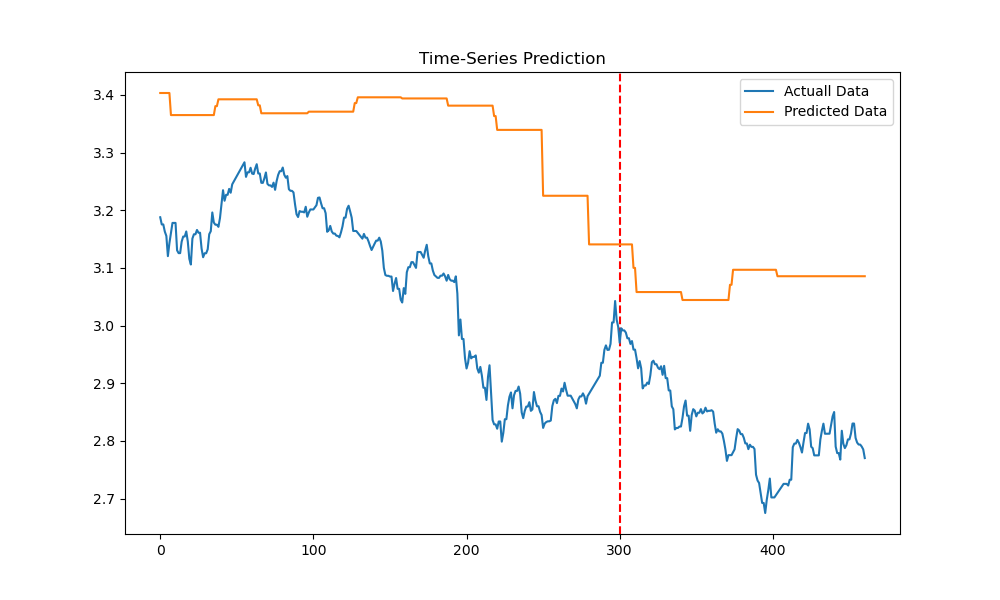 Time-Series Prediction
Actuall Data
Predicted Data
3.4
3.3
3.2
3.1
3.0
2.9
2.8
2.7
0 100 200 300 400